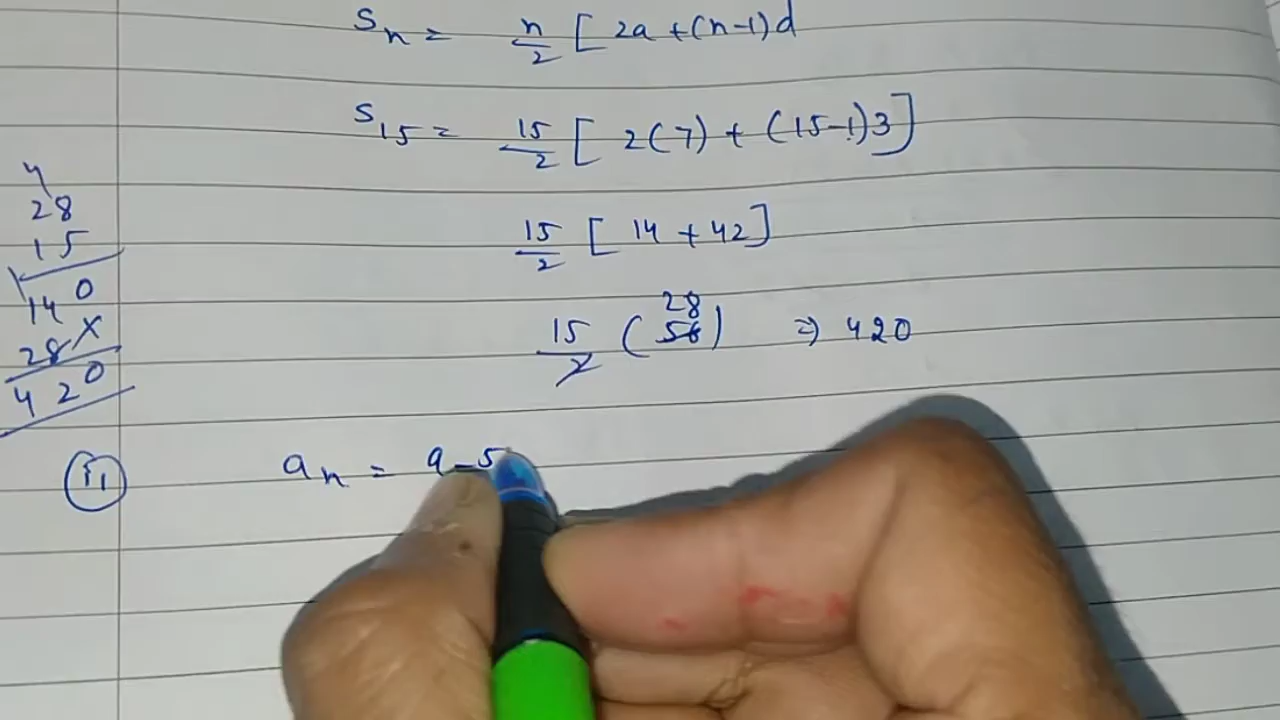 Sn = n/2 [ 2a + (n-1)d
S15 = 15/2 [ 2(7) + (15-1)3 ]
15/2 [ 14 + 42 ]
28
15/2 ( 56 ) ⇒ 420
4
28
15
140
28X
420
(ii) an = 9 - 5